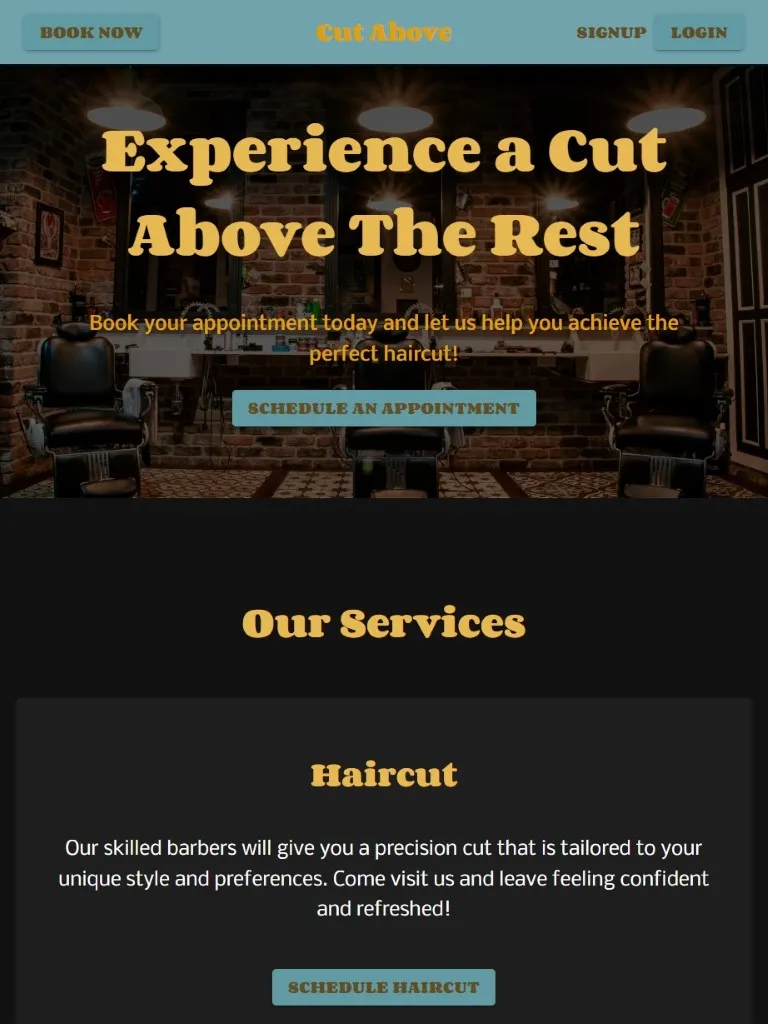 BOOK NOW
Cut Above
SIGNUP
LOGIN
Experience a Cut
Above The Rest
Book your appointment today and let us help you achieve the
perfect haircut!
SCHEDULE AN APPOINTMENT
Our Services
Haircut
Our skilled barbers will give you a precision cut that is tailored to your
unique style and preferences. Come visit us and leave feeling confident
and refreshed!
SCHEDULE HAIRCUT